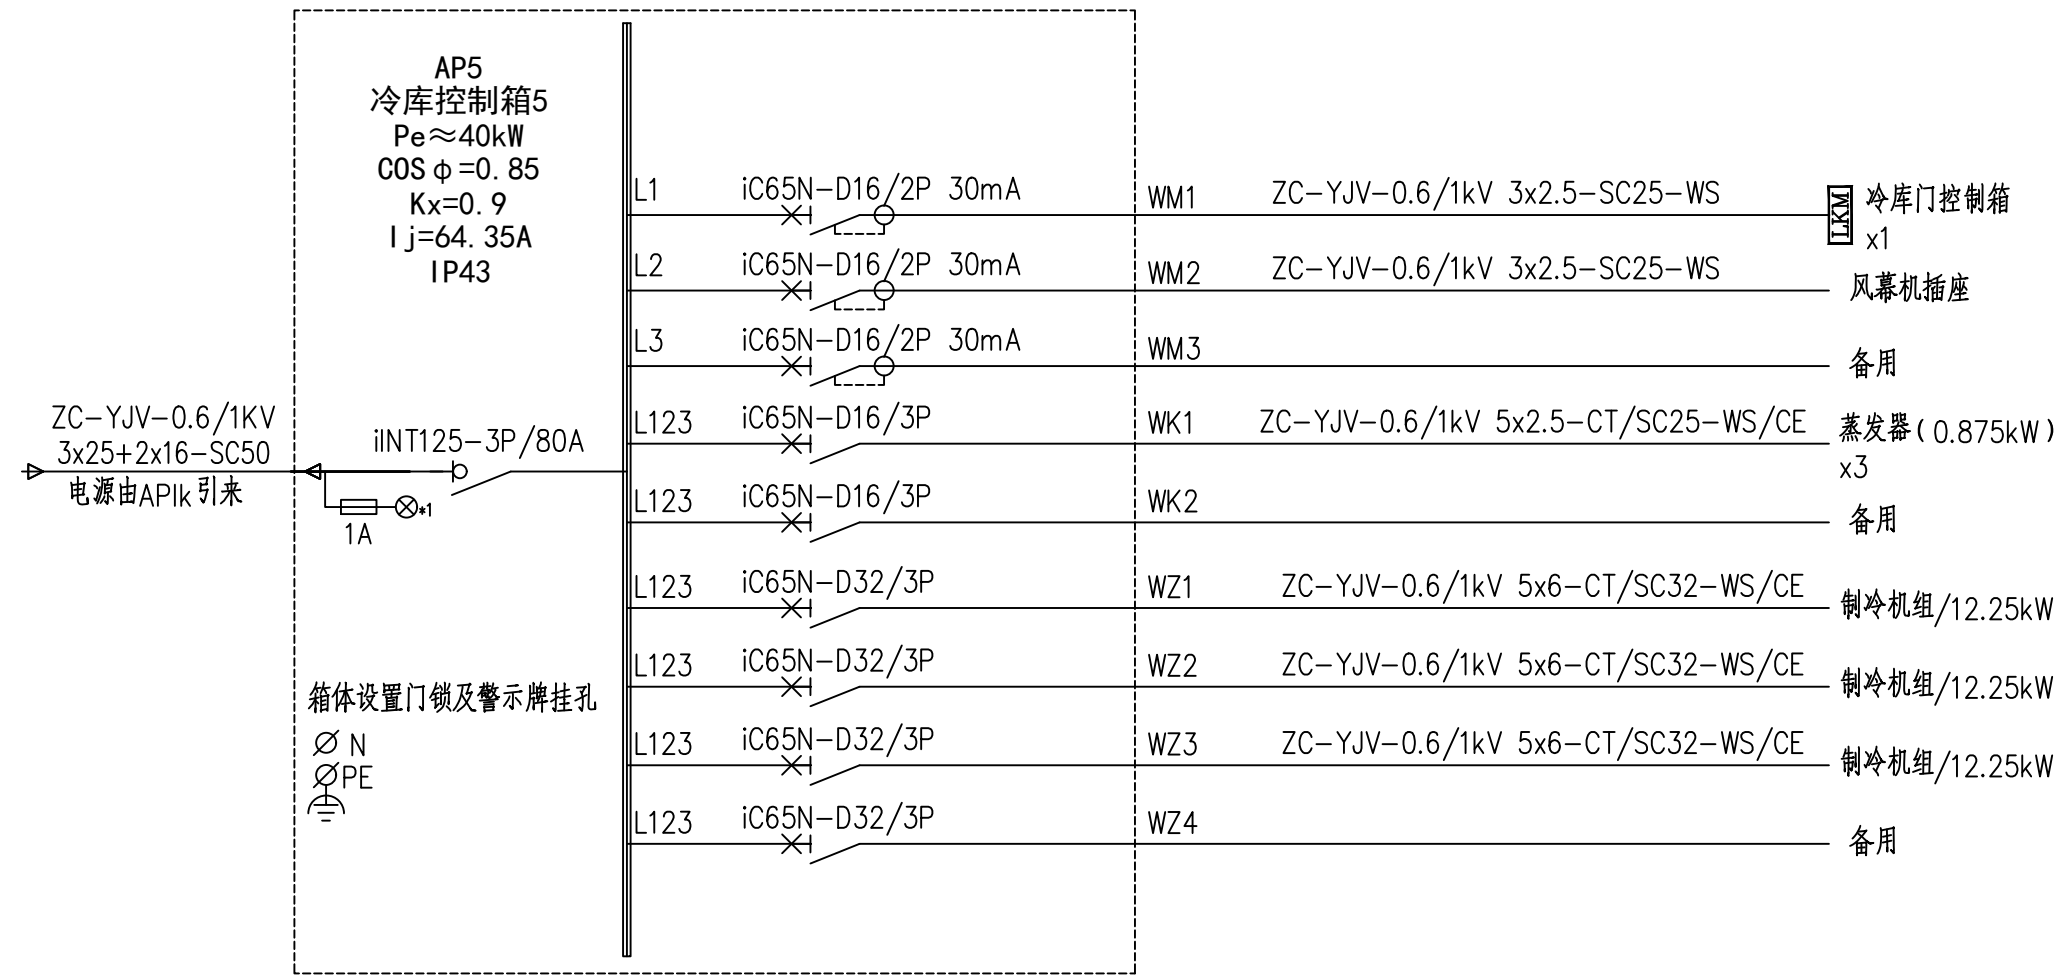 AP5
冷库控制箱5
Pe≈40kW
COSφ=0.85
Kx=0.9
Ij=64.35A
IP43
ZC-YJV-0.6/1KV
3x25+2x16-SC50
电源由APlk引来
iINT125-3P/80A
1A
*1
箱体设置门锁及警示牌挂孔
N
PE
L1 iC65N-D16/2P 30mA WM1 ZC-YJV-0.6/1kV 3x2.5-SC25-WS LKM 冷库门控制箱
x1
L2 iC65N-D16/2P 30mA WM2 ZC-YJV-0.6/1kV 3x2.5-SC25-WS 风幕机插座
L3 iC65N-D16/2P 30mA WM3 备用
L123 iC65N-D16/3P WK1 ZC-YJV-0.6/1kV 5x2.5-CT/SC25-WS/CE 蒸发器(0.875kW)
x3
L123 iC65N-D16/3P WK2 备用
L123 iC65N-D32/3P WZ1 ZC-YJV-0.6/1kV 5x6-CT/SC32-WS/CE 制冷机组/12.25kW
L123 iC65N-D32/3P WZ2 ZC-YJV-0.6/1kV 5x6-CT/SC32-WS/CE 制冷机组/12.25kW
L123 iC65N-D32/3P WZ3 ZC-YJV-0.6/1kV 5x6-CT/SC32-WS/CE 制冷机组/12.25kW
L123 iC65N-D32/3P WZ4 备用